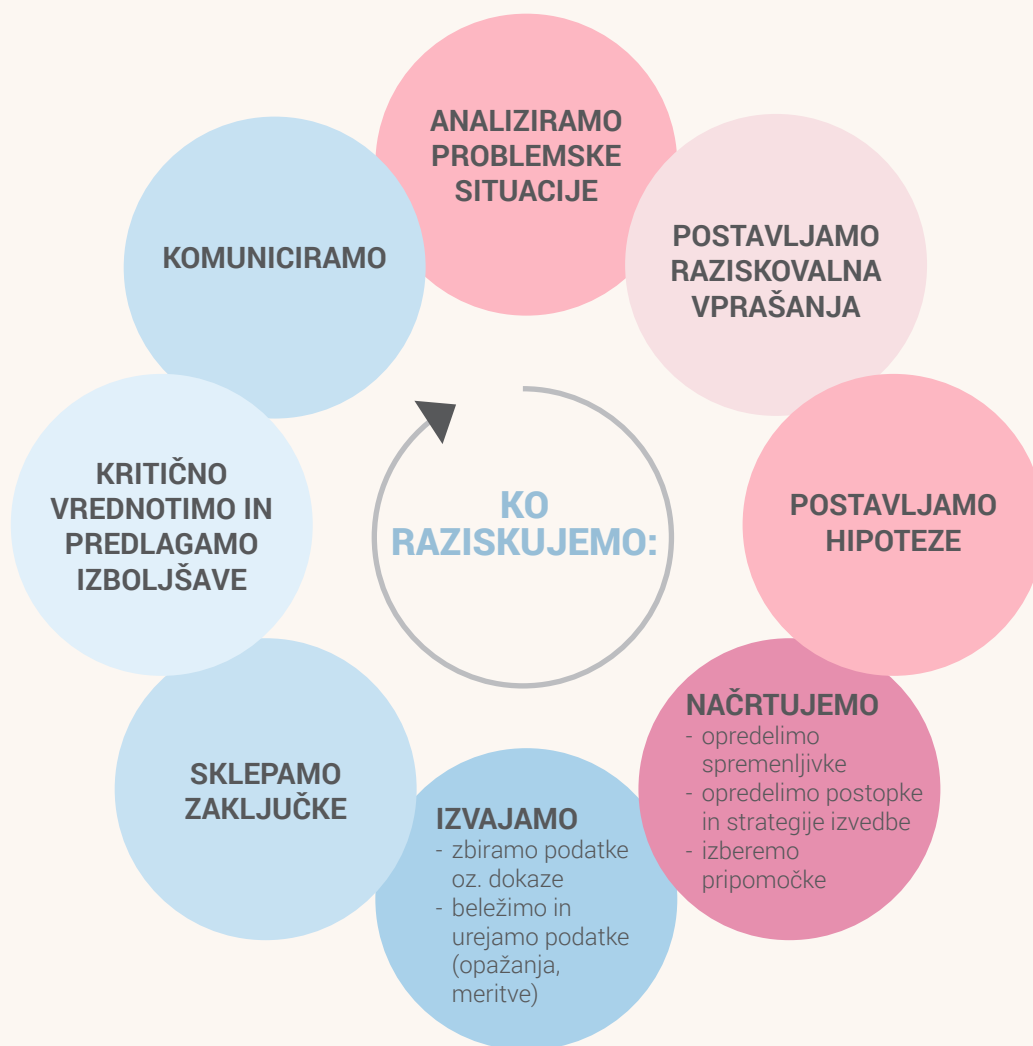 KO
RAZISKUJEMO:
ANALIZIRAMO
PROBLEMSKE
SITUACIJE
POSTAVLJAMO
RAZISKOVALNA
VPRAŠANJA
POSTAVLJAMO
HIPOTEZE
NAČRTUJEMO
- opredelimo
spremenljivke
- opredelimo postopke
in strategije izvedbe
- izberemo
pripomočke
IZVAJAMO
- zbiramo podatke
oz. dokaze
- beležimo in
urejamo podatke
(opažanja,
meritve)
SKLEPAMO
ZAKLJUČKE
KRITIČNO
VREDNOTIMO IN
PREDLAGAMO
IZBOLJŠAVE
KOMUNICIRAMO